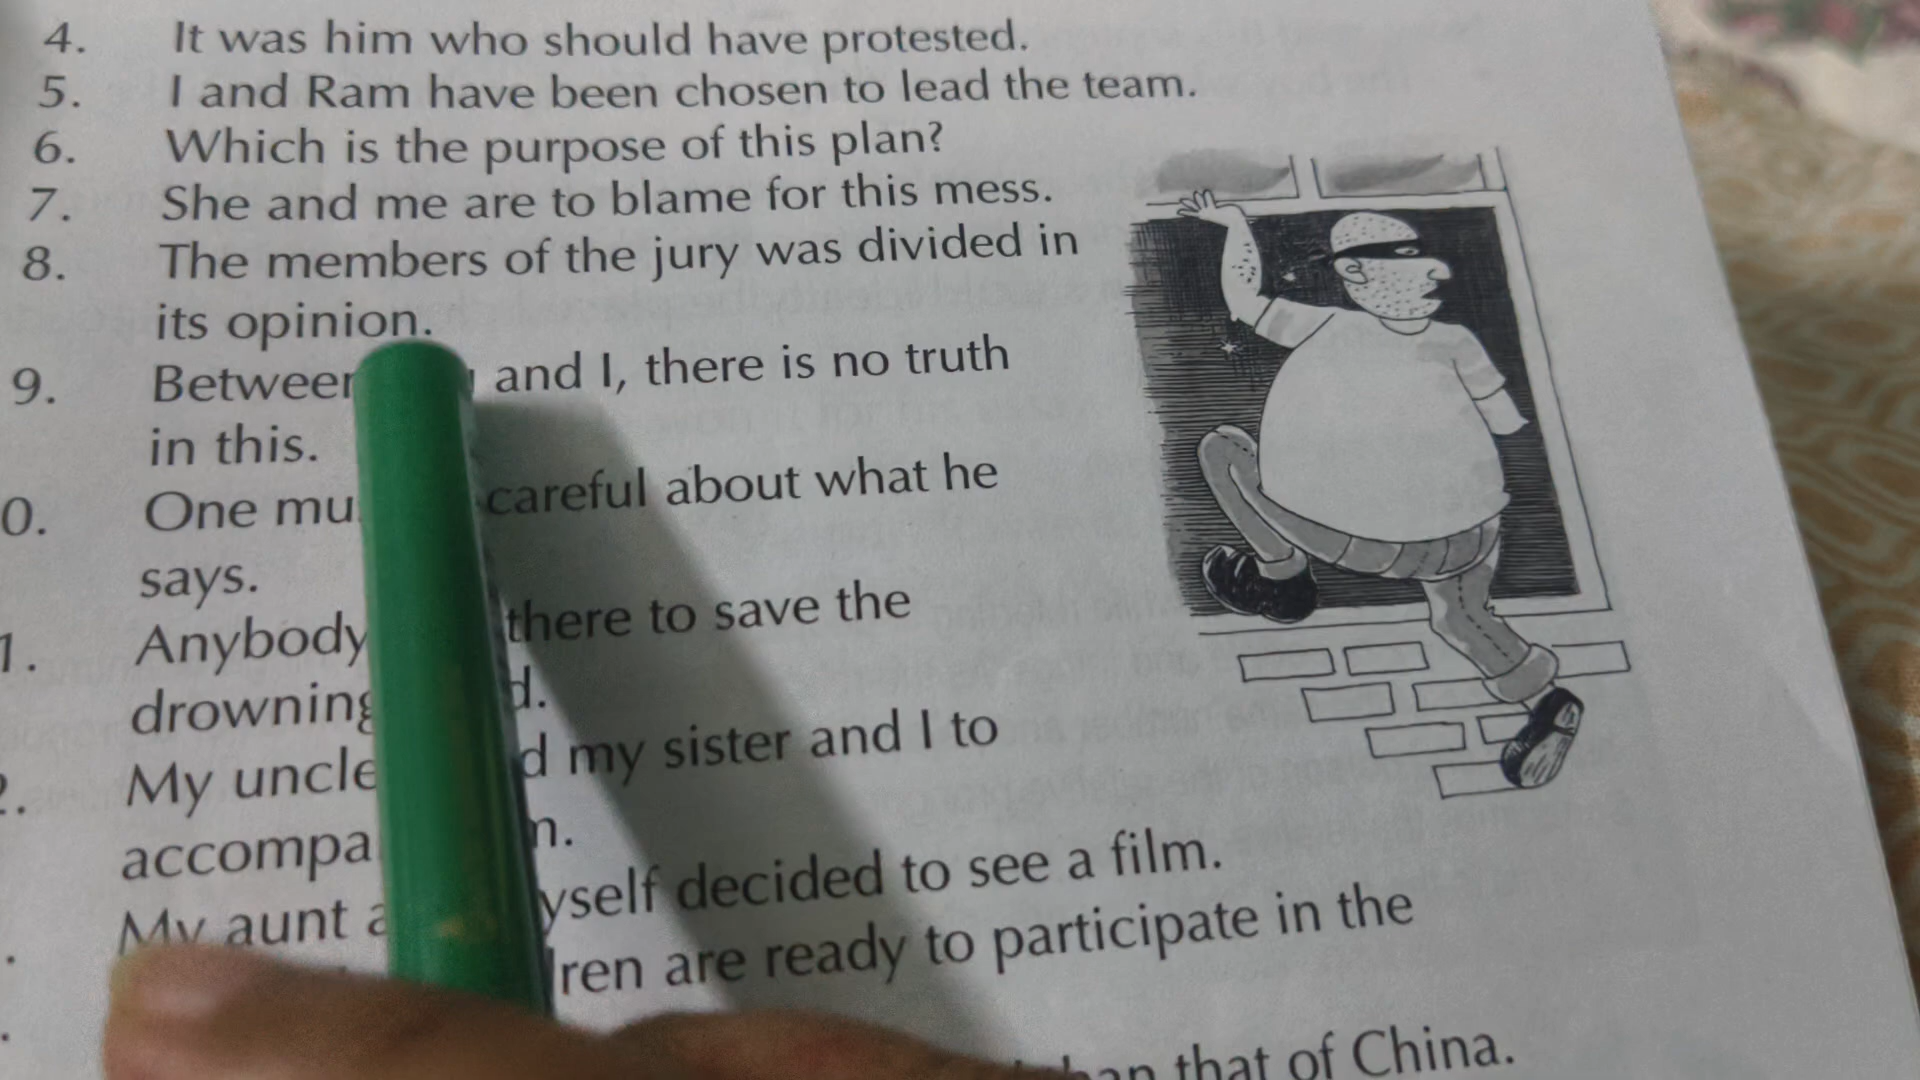 4. It was him who should have protested.
5. I and Ram have been chosen to lead the team.
6. Which is the purpose of this plan?
7. She and me are to blame for this mess.
8. The members of the jury was divided in
its opinion.
9. Between and I, there is no truth
in this.
0. One careful about what he
says.
1. Anybody there to save the
drowning
My uncle my sister and I to
My aunt decided to see a film.
are ready to participate in the
that of China.